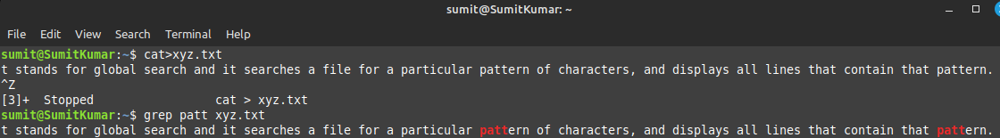 sumit@SumitKumar: ~
File Edit View Search Terminal Help
sumit@SumitKumar:~$ cat>xyz.txt
t stands for global search and it searches a file for a particular pattern of characters, and displays all lines that contain that pattern.
^Z
[3]+  Stopped                 cat > xyz.txt
sumit@SumitKumar:~$ grep patt xyz.txt
t stands for global search and it searches a file for a particular pattern of characters, and displays all lines that contain that pattern.